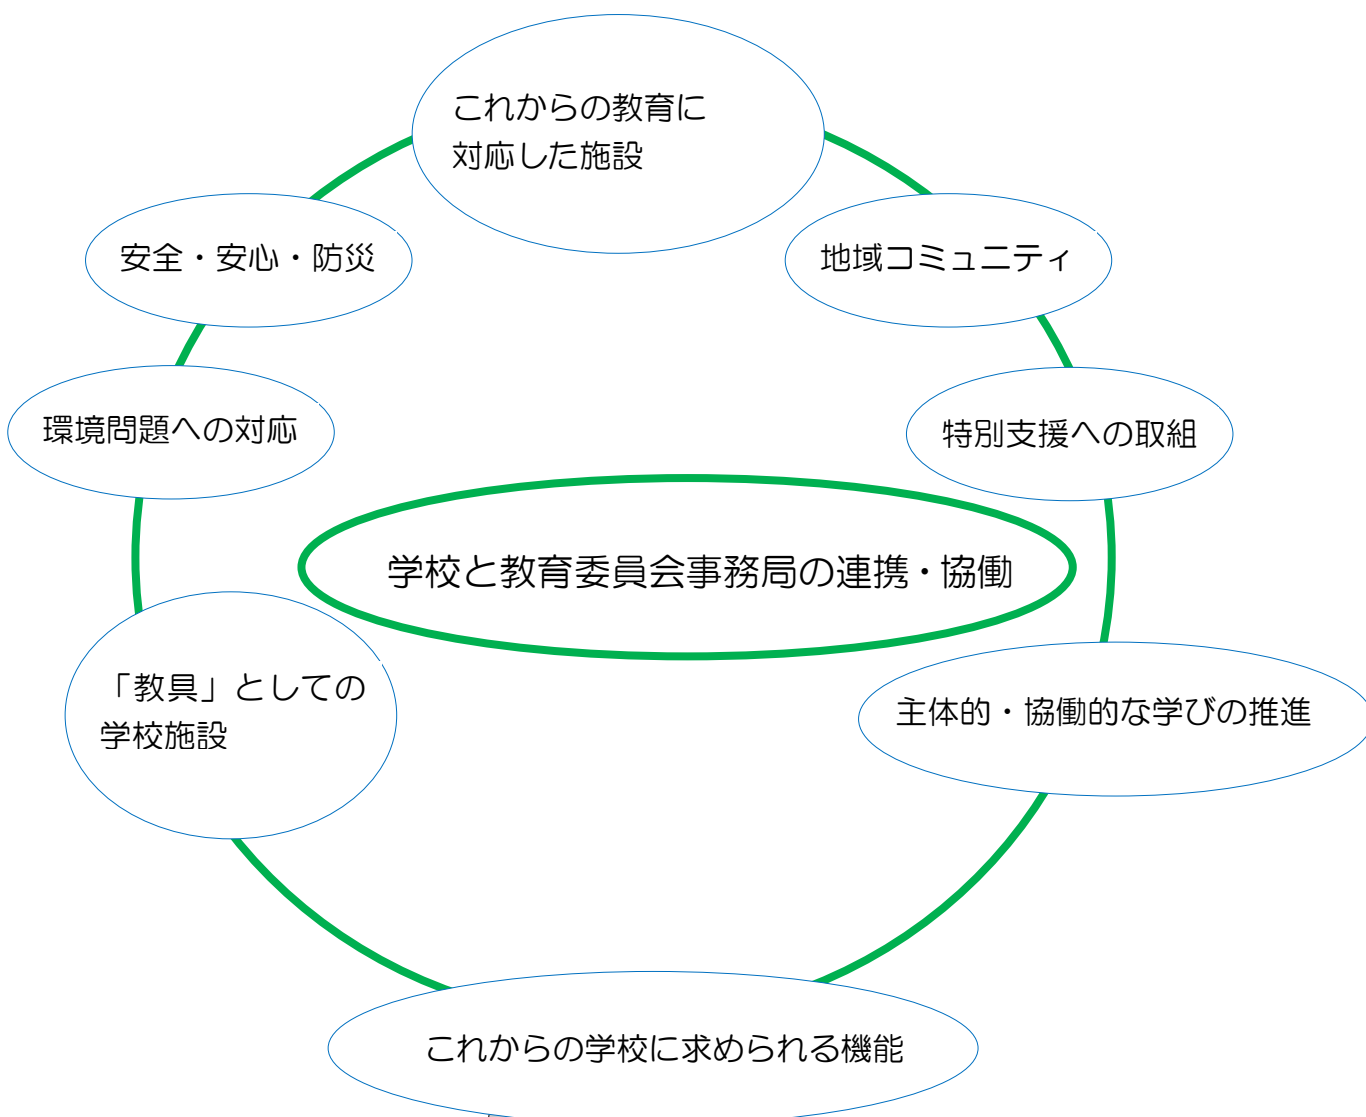 これからの教育に
対応した施設
安全・安心・防災
地域コミュニティ
環境問題への対応
特別支援への取組
学校と教育委員会事務局の連携・協働
「教具」としての
学校施設
主体的・協働的な学びの推進
これからの学校に求められる機能